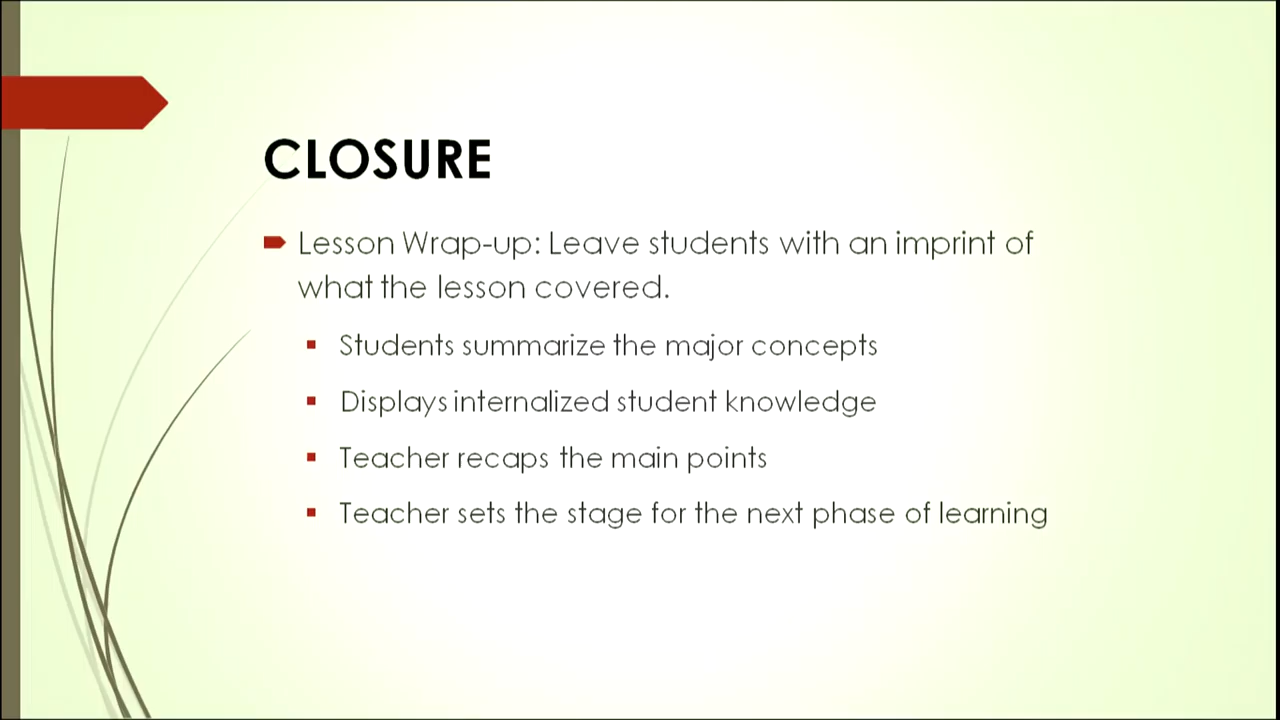 CLOSURE
Lesson Wrap-up: Leave students with an imprint of
what the lesson covered.
Students summarize the major concepts
Displays internalized student knowledge
Teacher recaps the main points
Teacher sets the stage for the next phase of learning